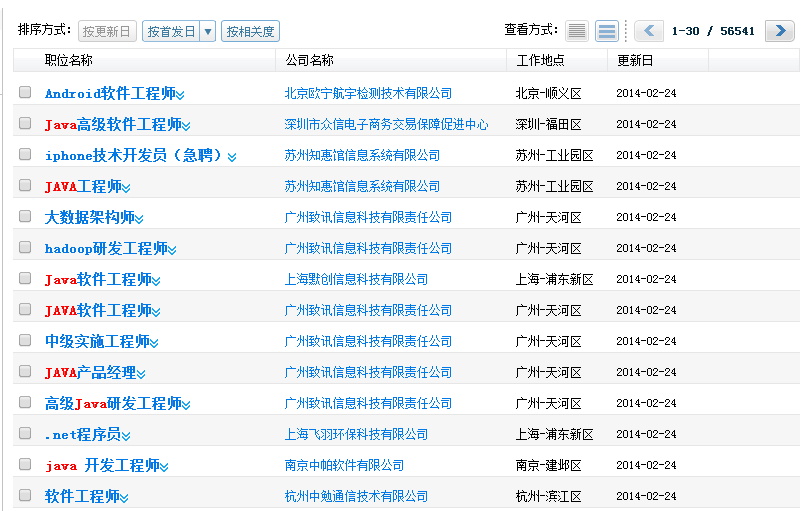 排序方式: 按更新日 按首发日 按相关度 查看方式: 1-30 / 56541
职位名称 公司名称 工作地点 更新日
Android软件工程师 北京欧宁航宇检测技术有限公司 北京-顺义区 2014-02-24
Java高级软件工程师 深圳市众信电子商务交易保障促进中心 深圳-福田区 2014-02-24
iphone技术开发员（急聘） 苏州知惠馆信息系统有限公司 苏州-工业园区 2014-02-24
JAVA工程师 苏州知惠馆信息系统有限公司 苏州-工业园区 2014-02-24
大数据架构师 广州致讯信息科技有限责任公司 广州-天河区 2014-02-24
hadoop研发工程师 广州致讯信息科技有限责任公司 广州-天河区 2014-02-24
Java软件工程师 上海默创信息科技有限公司 上海-浦东新区 2014-02-24
JAVA软件工程师 广州致讯信息科技有限责任公司 广州-天河区 2014-02-24
中级实施工程师 广州致讯信息科技有限责任公司 广州-天河区 2014-02-24
JAVA产品经理 广州致讯信息科技有限责任公司 广州-天河区 2014-02-24
高级Java研发工程师 广州致讯信息科技有限责任公司 广州-天河区 2014-02-24
.net程序员 上海飞羽环保科技有限公司 上海-浦东新区 2014-02-24
java 开发工程师 南京中帕软件有限公司 南京-建邺区 2014-02-24
软件工程师 杭州中勉通信技术有限公司 杭州-滨江区 2014-02-24